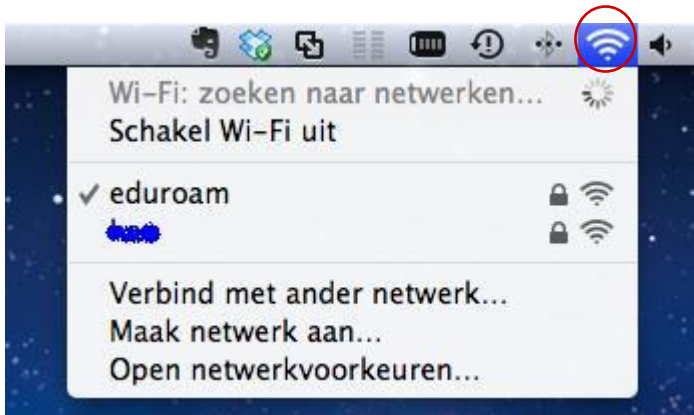 Wi-Fi: zoeken naar netwerken...
Schakel Wi-Fi uit
eduroam
Verbind met ander netwerk...
Maak netwerk aan...
Open netwerkvoorkeuren...